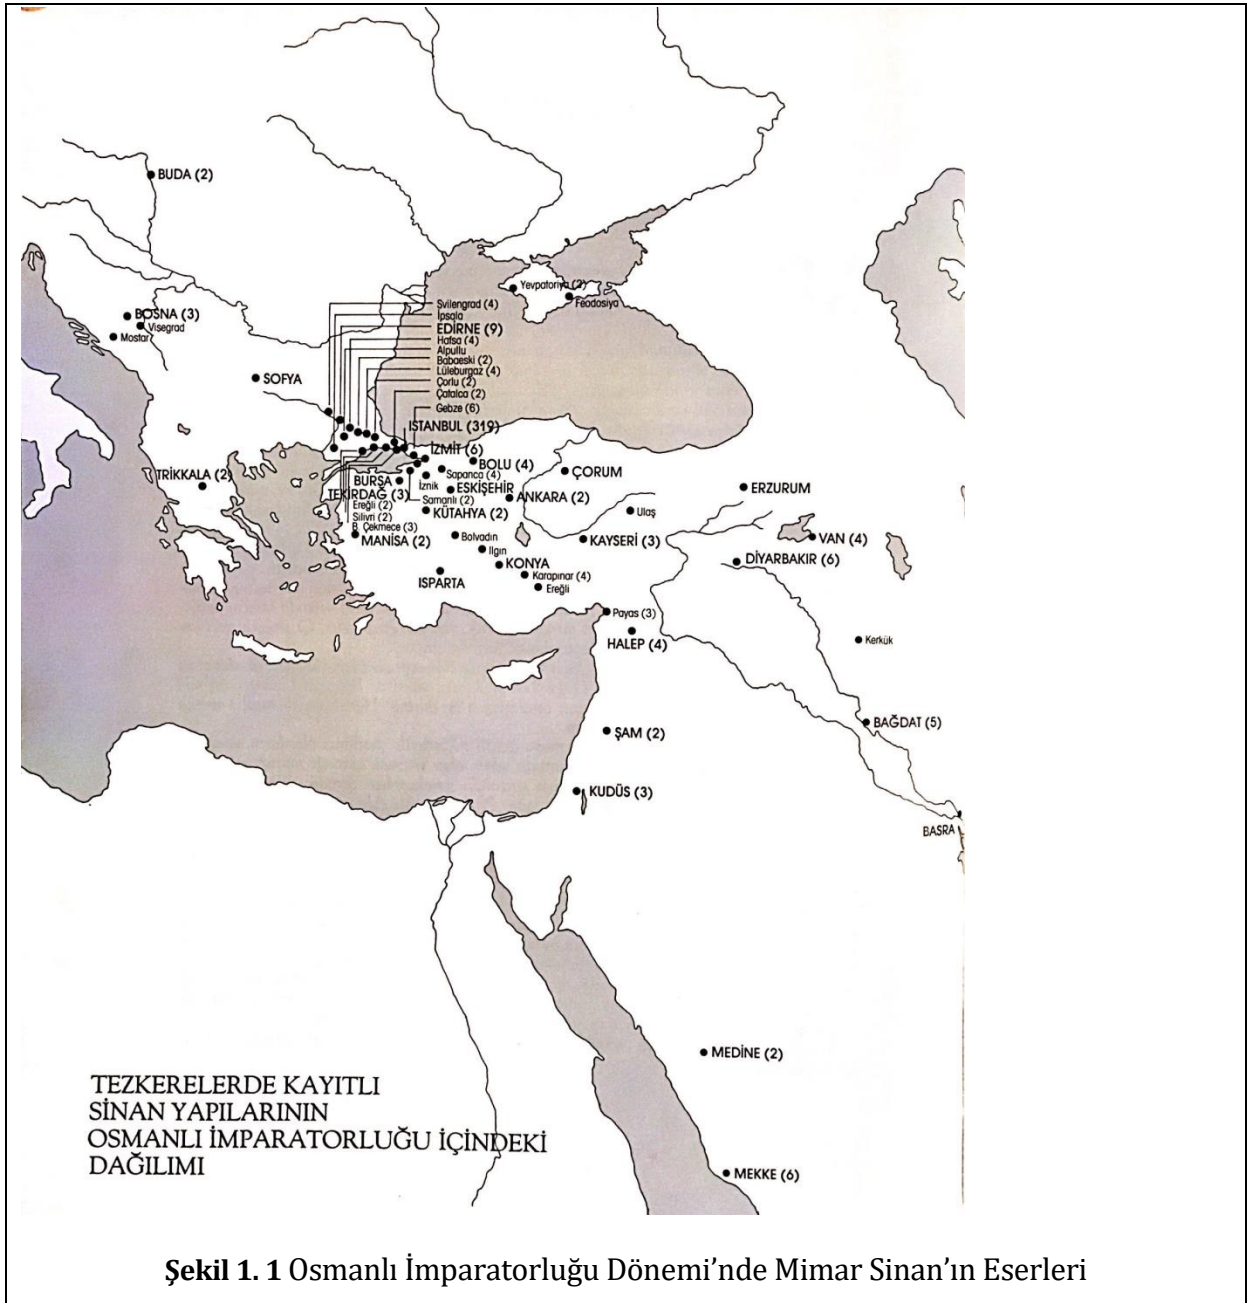 BUDA (2)
Yevpatoriya (2)
Feodosiya
Svilengrad (4)
İpsala
EDİRNE (9)
Hafsa (4)
Alpullu
Babaeski (2)
Lüleburgaz (4)
Çorlu (2)
Çatalca (2)
Gebze (6)
ISTANBUL (319)
BOSNA (3)
Visegrad
Mostar
SOFYA
TRİKKALA (2)
İZMİT (6)
BOLU (4)
Sapanca (4)
ÇORUM
BURSA
İznik
ESKİŞEHİR
TEKİRDAĞ (3)
Samanlı (2)
ANKARA (2)
ERZURUM
Ereğli (2)
Silivri (2)
KÜTAHYA (2)
Ulaş
B. Çekmece (3)
MANİSA (2)
Bolvadın
KAYSERİ (3)
VAN (4)
Ilgın
DİYARBAKIR (6)
KONYA
ISPARTA
Karapınar (4)
Ereğli
Payas (3)
HALEP (4)
Kerkük
BAĞDAT (5)
ŞAM (2)
KUDÜS (3)
BASRA
MEDİNE (2)
MEKKE (6)
TEZKERELERDE KAYITLI
SİNAN YAPILARININ
OSMANLI İMPARATORLUĞU İÇİNDEKİ
DAĞILIMI
Şekil 1. 1 Osmanlı İmparatorluğu Dönemi’nde Mimar Sinan’ın Eserleri